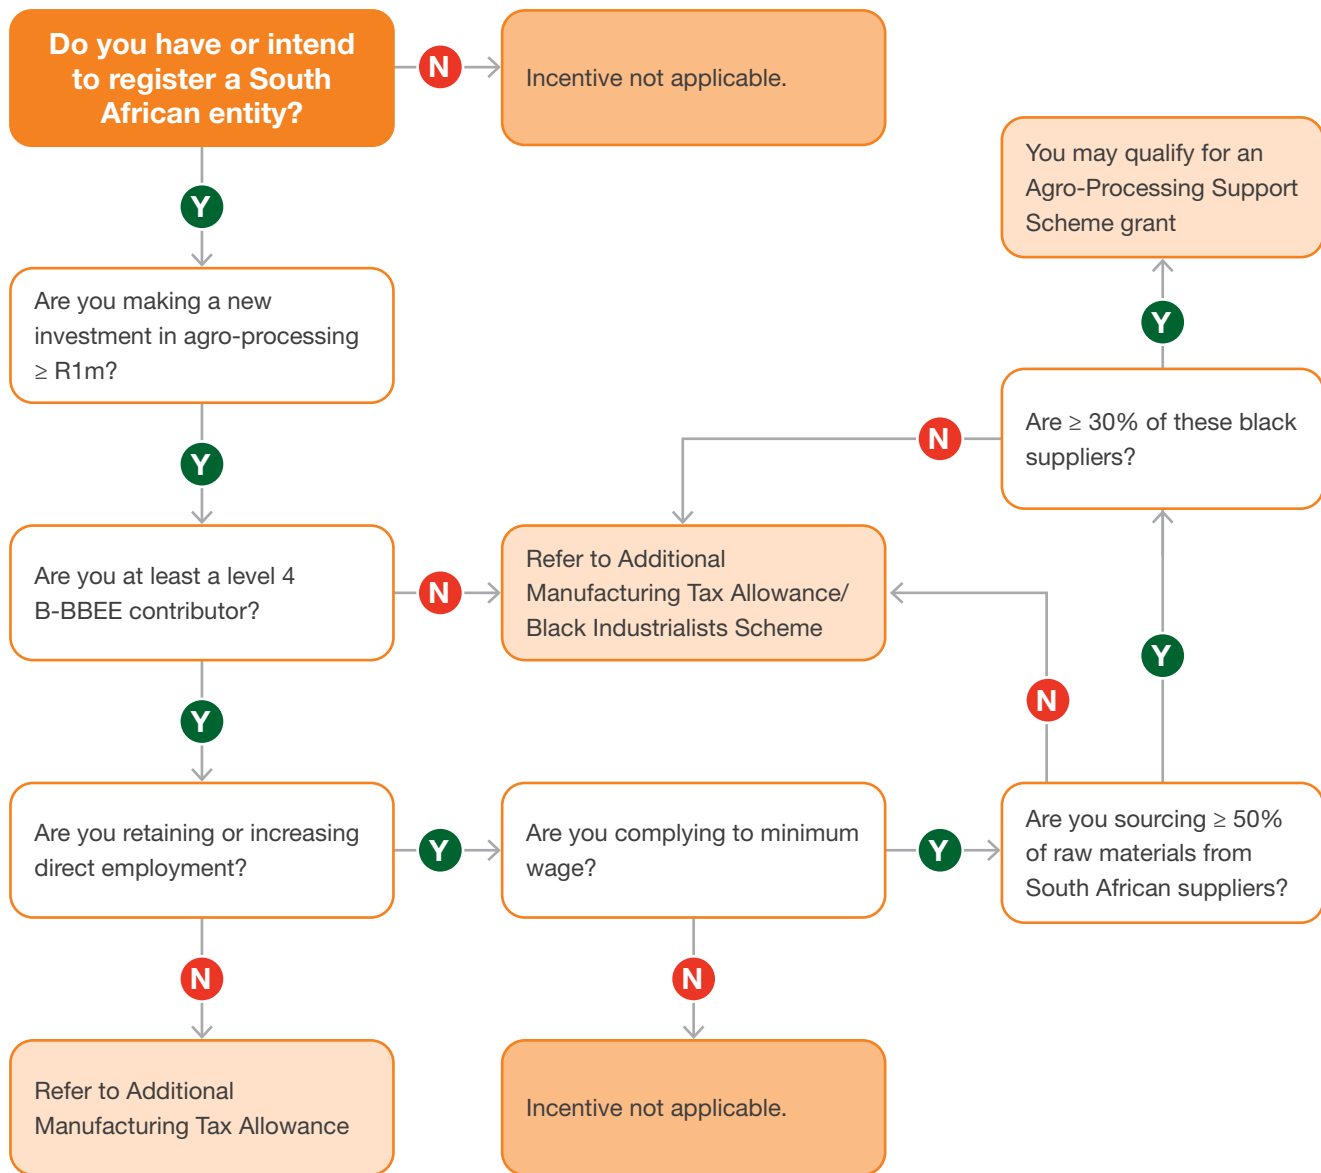 Do you have or intend
to register a South
African entity?
N
Incentive not applicable.
You may qualify for an
Agro-Processing Support
Scheme grant
Y
Are you making a new
investment in agro-processing
≥ R1m?
Y
Are ≥ 30% of these black
suppliers?
N
Y
Are you at least a level 4
B-BBEE contributor?
N
Refer to Additional
Manufacturing Tax Allowance/
Black Industrialists Scheme
Y
N
Y
Are you retaining or increasing
direct employment?
Y
Are you complying to minimum
wage?
Y
Are you sourcing ≥ 50%
of raw materials from
South African suppliers?
N
N
Refer to Additional
Manufacturing Tax Allowance
Incentive not applicable.